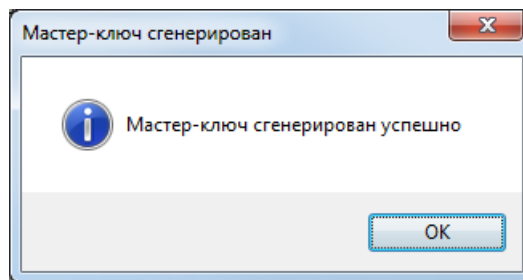 Мастер-ключ сгенерирован
Мастер-ключ сгенерирован успешно
OK